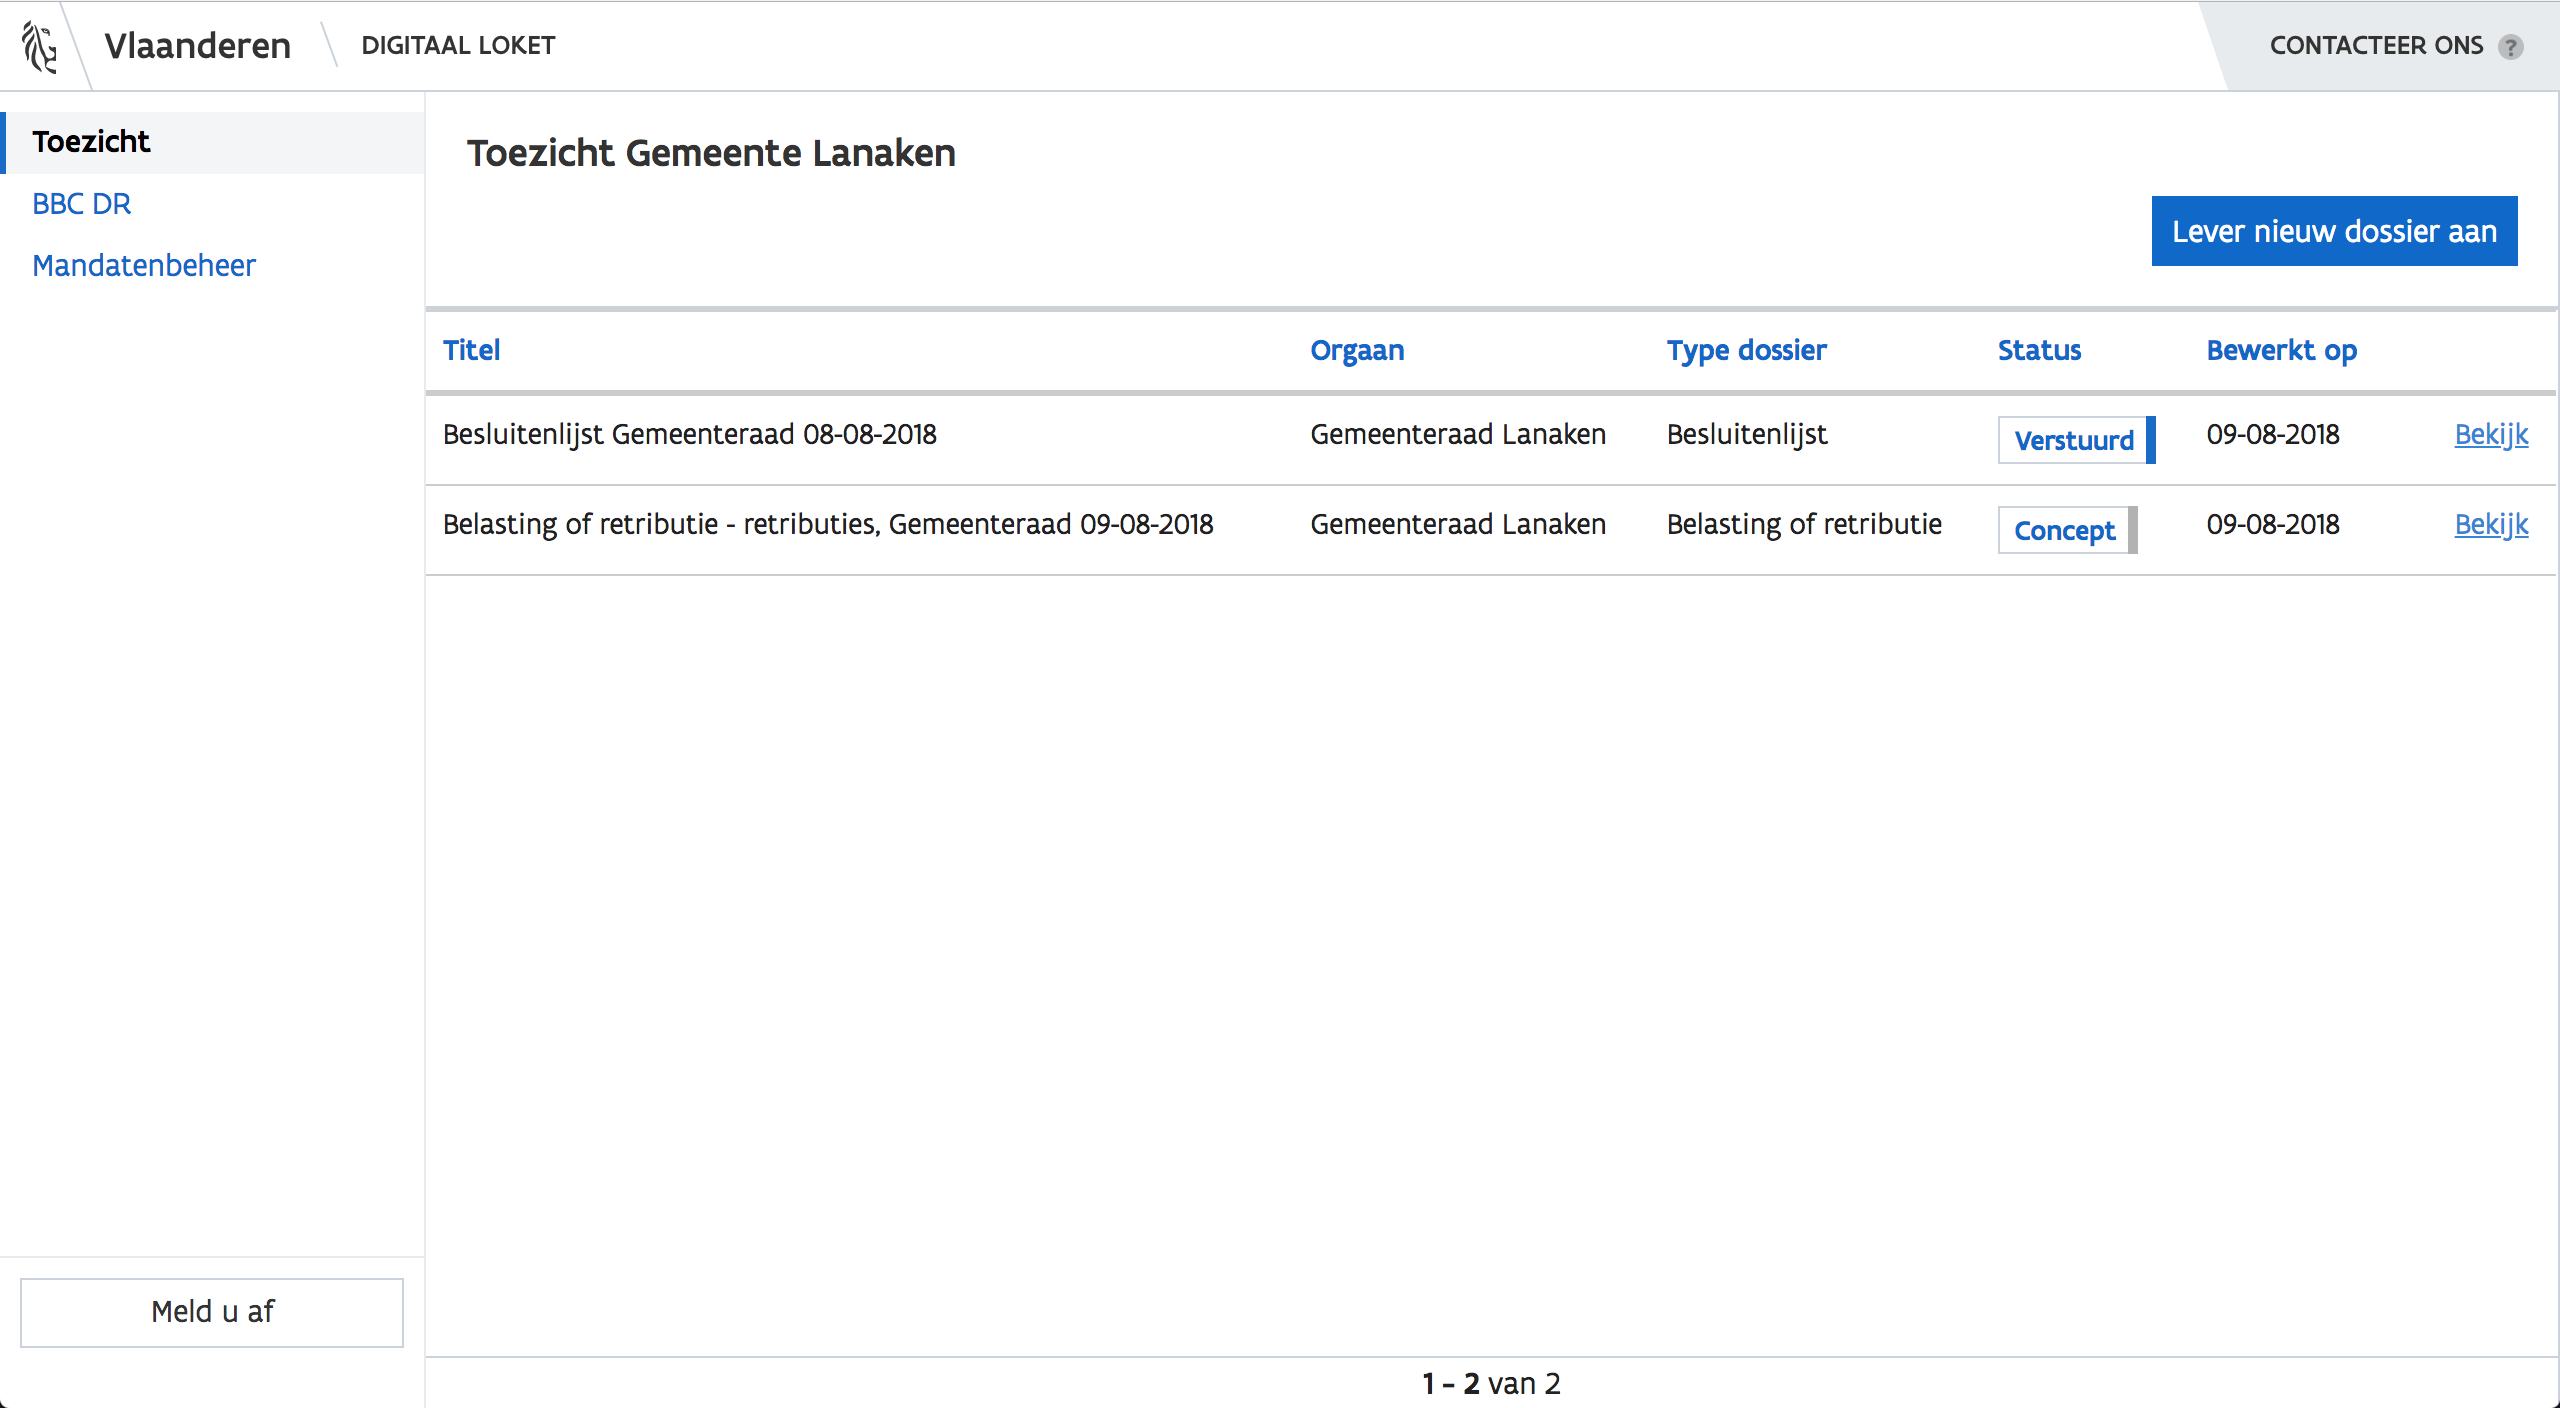 Vlaanderen DIGITAAL LOKET CONTACTEER ONS ?
Toezicht
BBC DR
Mandatenbeheer
Meld u af
Toezicht Gemeente Lanaken
Lever nieuw dossier aan
Titel Orgaan Type dossier Status Bewerkt op
Besluitenlijst Gemeenteraad 08-08-2018 Gemeenteraad Lanaken Besluitenlijst Verstuurd 09-08-2018 Bekijk
Belasting of retributie - retributies, Gemeenteraad 09-08-2018 Gemeenteraad Lanaken Belasting of retributie Concept 09-08-2018 Bekijk
1 - 2 van 2